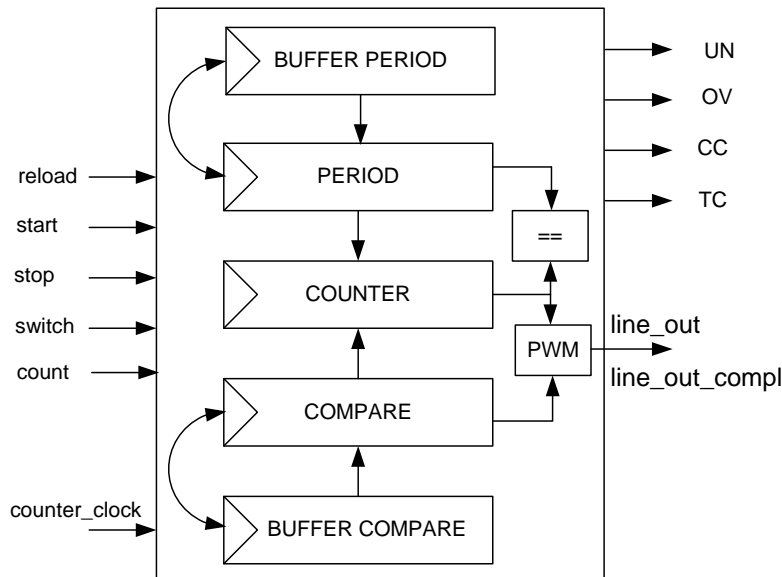 BUFFER PERIOD
PERIOD
==
COUNTER
PWM
COMPARE
BUFFER COMPARE
reload
start
stop
switch
count
counter_clock
UN
OV
CC
TC
line_out
line_out_compl